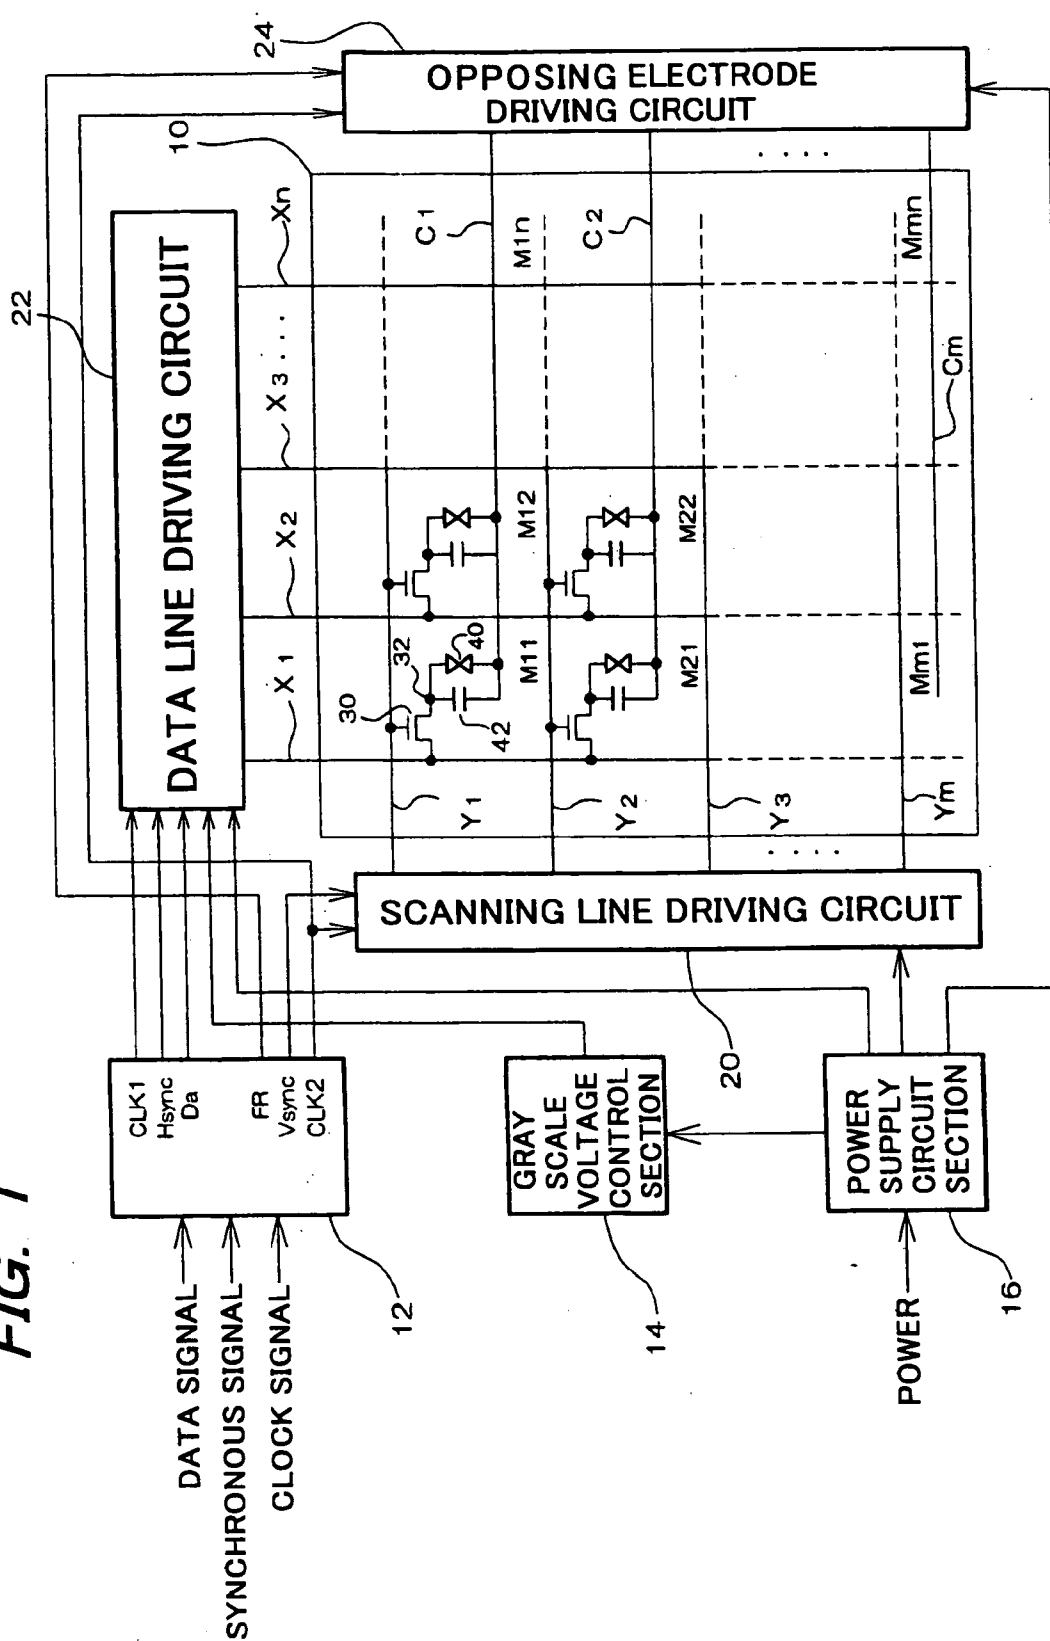 FIG. 1
DATA SIGNAL
SYNCHRONOUS SIGNAL
CLOCK SIGNAL
12
CLK1
Hsync
Da
FR
Vsync
CLK2
22
DATA LINE DRIVING CIRCUIT
24
OPPOSING ELECTRODE
DRIVING CIRCUIT
10
X1
X2
X3 . . .
Xn
30
32
40
42
M11
M12
M1n
C1
M21
M22
C2
Mm1
Mmn
Cm
Y1
Y2
Y3
Ym
. . . .
. . . .
SCANNING LINE DRIVING CIRCUIT
20
GRAY
SCALE
VOLTAGE
CONTROL
SECTION
14
POWER
SUPPLY
CIRCUIT
SECTION
16
POWER